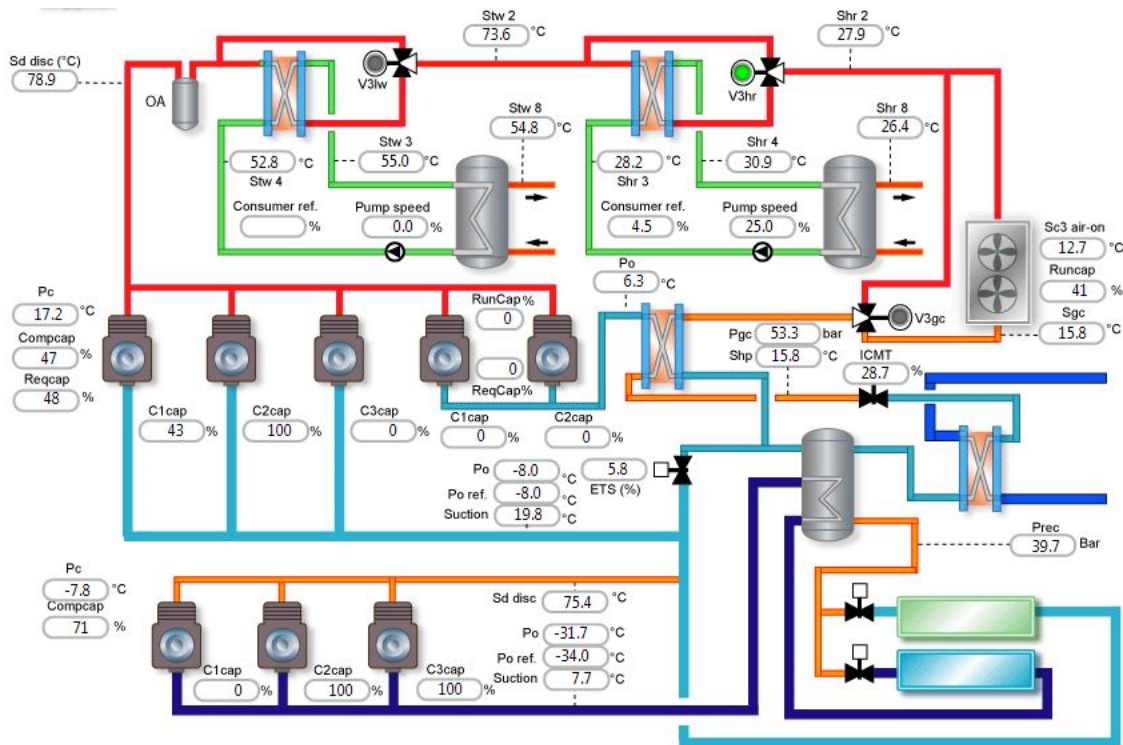 Stw 2
73.6 °C
Shr 2
27.9 °C
Sd disc (°C)
78.9
OA
V3lw
V3hr
Stw 8
54.8 °C
Shr 8
26.4 °C
Stw 3
52.8 °C
55.0 °C
Stw 4
Shr 4
28.2 °C
30.9 °C
Shr 3
Consumer ref.
%
Pump speed
0.0 %
Consumer ref.
4.5 %
Pump speed
25.0 %
Sc3 air-on
12.7 °C
Runcap
41 %
Sgc
15.8 °C
Po
6.3 °C
V3gc
Pc
17.2 °C
Compcap
47 %
Reqcap
48 %
RunCap%
0
0
ReqCap%
Pgc 53.3 bar
Shp 15.8 °C
ICMT
28.7 %
C1cap
43 %
C2cap
100 %
C3cap
0 %
C1cap
0 %
C2cap
0 %
Po -8.0 °C
Po ref. -8.0 °C
Suction 19.8 °C
5.8
ETS (%)
Prec
39.7 Bar
Pc
-7.8 °C
Compcap
71 %
Sd disc 75.4 °C
Po -31.7 °C
Po ref. -34.0 °C
Suction 7.7 °C
C1cap
0 %
C2cap
100 %
C3cap
100 %